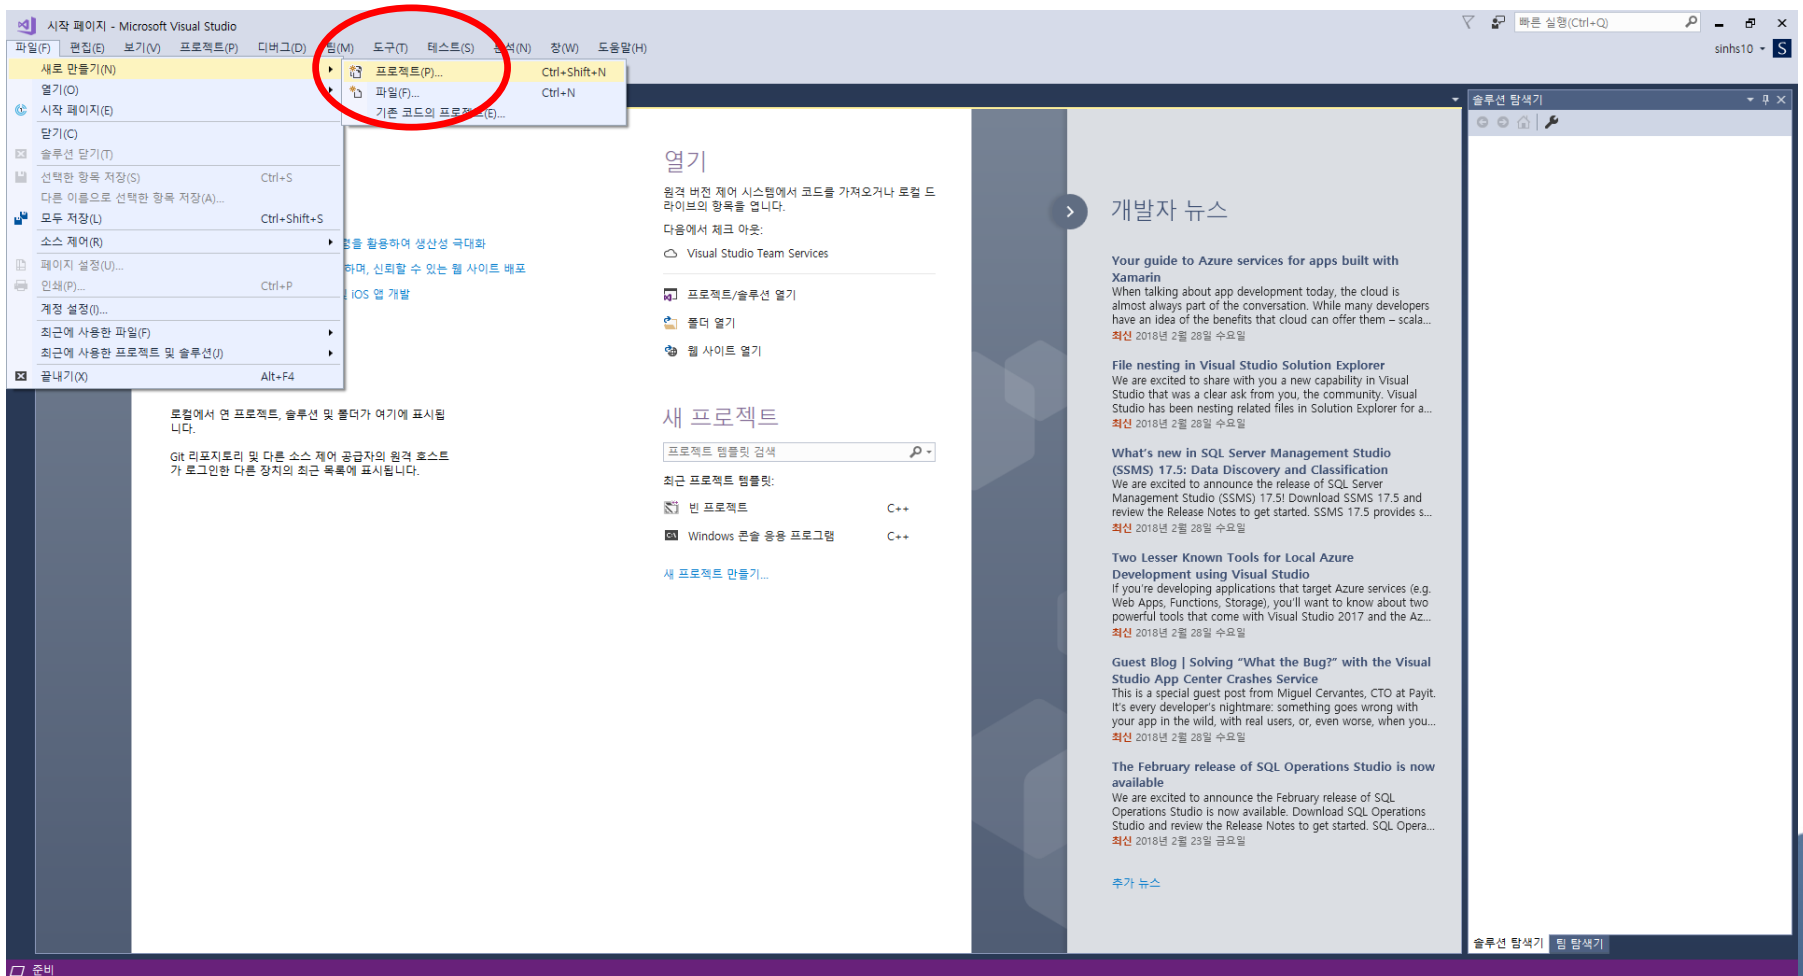 시작 페이지 - Microsoft Visual Studio
빠른 실행(Ctrl+Q)
파일(F) 편집(E) 보기(V) 프로젝트(P) 디버그(D) 팀(M) 도구(T) 테스트(S) 분석(N) 창(W) 도움말(H)
sinhs10 S
새로 만들기(N)
열기(O)
시작 페이지(E)
닫기(C)
솔루션 닫기(T)
선택한 항목 저장(S) Ctrl+S
다른 이름으로 선택한 항목 저장(A)...
모두 저장(L) Ctrl+Shift+S
소스 제어(R)
페이지 설정(U)...
인쇄(P)... Ctrl+P
계정 설정(I)...
최근에 사용한 파일(F)
최근에 사용한 프로젝트 및 솔루션(J)
끝내기(X) Alt+F4
프로젝트(P)... Ctrl+Shift+N
파일(F)... Ctrl+N
기존 코드의 프로젝트(E)...
활용하여 생산성 극대화
하며, 신뢰할 수 있는 웹 사이트 배포
iOS 앱 개발
로컬에서 연 프로젝트, 솔루션 및 폴더가 여기에 표시됩
니다.
Git 리포지토리 및 다른 소스 제어 공급자의 원격 호스트
가 로그인한 다른 장치의 최근 목록에 표시됩니다.
열기
원격 버전 제어 시스템에서 코드를 가져오거나 로컬 드
라이브의 항목을 엽니다.
다음에서 체크 아웃:
Visual Studio Team Services
프로젝트/솔루션 열기
폴더 열기
웹 사이트 열기
새 프로젝트
프로젝트 템플릿 검색
최근 프로젝트 템플릿:
빈 프로젝트 C++
Windows 콘솔 응용 프로그램 C++
새 프로젝트 만들기...
개발자 뉴스
Your guide to Azure services for apps built with
Xamarin
When talking about app development today, the cloud is
almost always part of the conversation. While many developers
have an idea of the benefits that cloud can offer them – scala...
최신 2018년 2월 28일 수요일
File nesting in Visual Studio Solution Explorer
We are excited to share with you a new capability in Visual
Studio that was a clear ask from you, the community. Visual
Studio has been nesting related files in Solution Explorer for a...
최신 2018년 2월 28일 수요일
What's new in SQL Server Management Studio
(SSMS) 17.5: Data Discovery and Classification
We are excited to announce the release of SQL Server
Management Studio (SSMS) 17.5! Download SSMS 17.5 and
review the Release Notes to get started. SSMS 17.5 provides s...
최신 2018년 2월 28일 수요일
Two Lesser Known Tools for Local Azure
Development using Visual Studio
If you're developing applications that target Azure services (e.g.
Web Apps, Functions, Storage), you'll want to know about two
powerful tools that come with Visual Studio 2017 and the Az...
최신 2018년 2월 28일 수요일
Guest Blog | Solving “What the Bug?” with the Visual
Studio App Center Crashes Service
This is a special guest post from Miguel Cervantes, CTO at Payit.
It's every developer's nightmare: something goes wrong with
your app in the wild, with real users, or, even worse, when you...
최신 2018년 2월 28일 수요일
The February release of SQL Operations Studio is now
available
We are excited to announce the February release of SQL
Operations Studio is now available. Download SQL Operations
Studio and review the Release Notes to get started. SQL Opera...
최신 2018년 2월 23일 금요일
추가 뉴스
솔루션 탐색기
솔루션 탐색기 팀 탐색기
준비